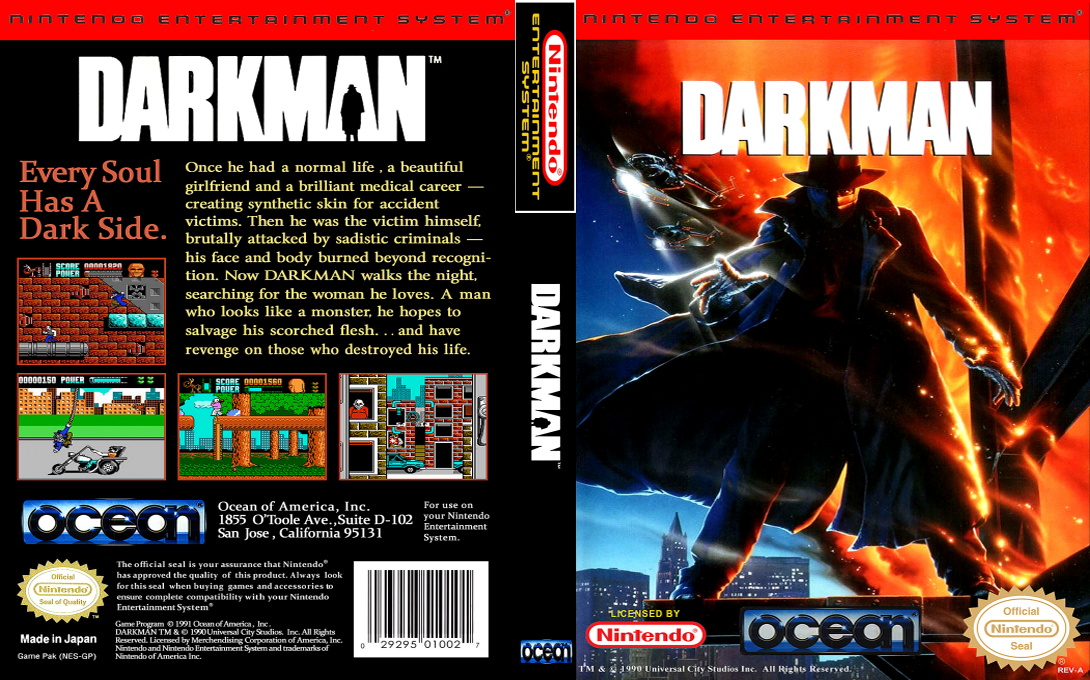 NINTENDO ENTERTAINMENT SYSTEM®
DARKMAN™
Every Soul
Has A
Dark Side.
Once he had a normal life , a beautiful
girlfriend and a brilliant medical career —
creating synthetic skin for accident
victims. Then he was the victim himself,
brutally attacked by sadistic criminals —
his face and body burned beyond recogni-
tion. Now DARKMAN walks the night,
searching for the woman he loves. A man
who looks like a monster, he hopes to
salvage his scorched flesh. . . and have
revenge on those who destroyed his life.
SCORE 00001820
POWER
00000150 POWER
SCORE 00001560
POWER
ocean®
Ocean of America, Inc.
1855 O'Toole Ave.,Suite D-102
San Jose , California 95131
For use on
your Nintendo
Entertainment
System.
Official
Nintendo
Seal of Quality
™
The official seal is your assurance that Nintendo®
has approved the quality of this product. Always look
for this seal when buying games and accessories to
ensure complete compatibility with your Nintendo
Entertainment System®
Made in Japan
Game Pak (NES-GP)
Game Program © 1991 Ocean of America , Inc .
DARKMAN TM & © 1990 Universal City Studios. Inc. All Rights
Reserved. Licensed by Merchendising Corporation of America, Inc.
Nintendo and Nintendo Entertainment System and trademarks of
Nintendo of America Inc.
0 29295 01002 7
Nintendo®
ENTERTAINMENT
SYSTEM®
DARKMAN™
ocean
NINTENDO ENTERTAINMENT SYSTEM®
DARKMAN
LICENSED BY
Nintendo®
ocean
Official
Nintendo
Seal
®
REV-A
TM & © 1990 Universal City Studios Inc. All Rights Reserved.